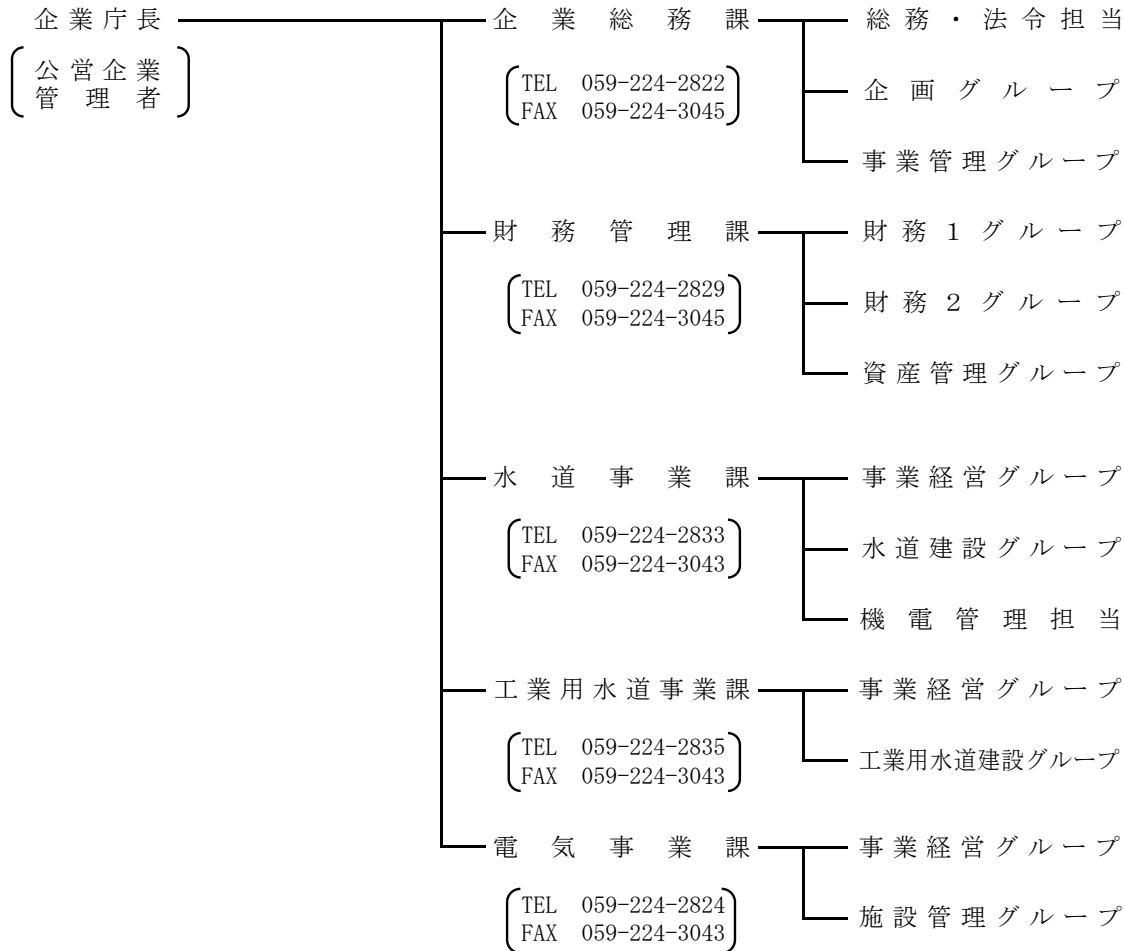 企業庁長
公営企業
管理者
企業総務課
TEL 059-224-2822
FAX 059-224-3045
総務・法令担当
企画グループ
事業管理グループ
財務管理課
TEL 059-224-2829
FAX 059-224-3045
財務1グループ
財務2グループ
資産管理グループ
水道事業課
TEL 059-224-2833
FAX 059-224-3043
事業経営グループ
水道建設グループ
機電管理担当
工業用水道事業課
TEL 059-224-2835
FAX 059-224-3043
事業経営グループ
工業用水道建設グループ
電気事業課
TEL 059-224-2824
FAX 059-224-3043
事業経営グループ
施設管理グループ